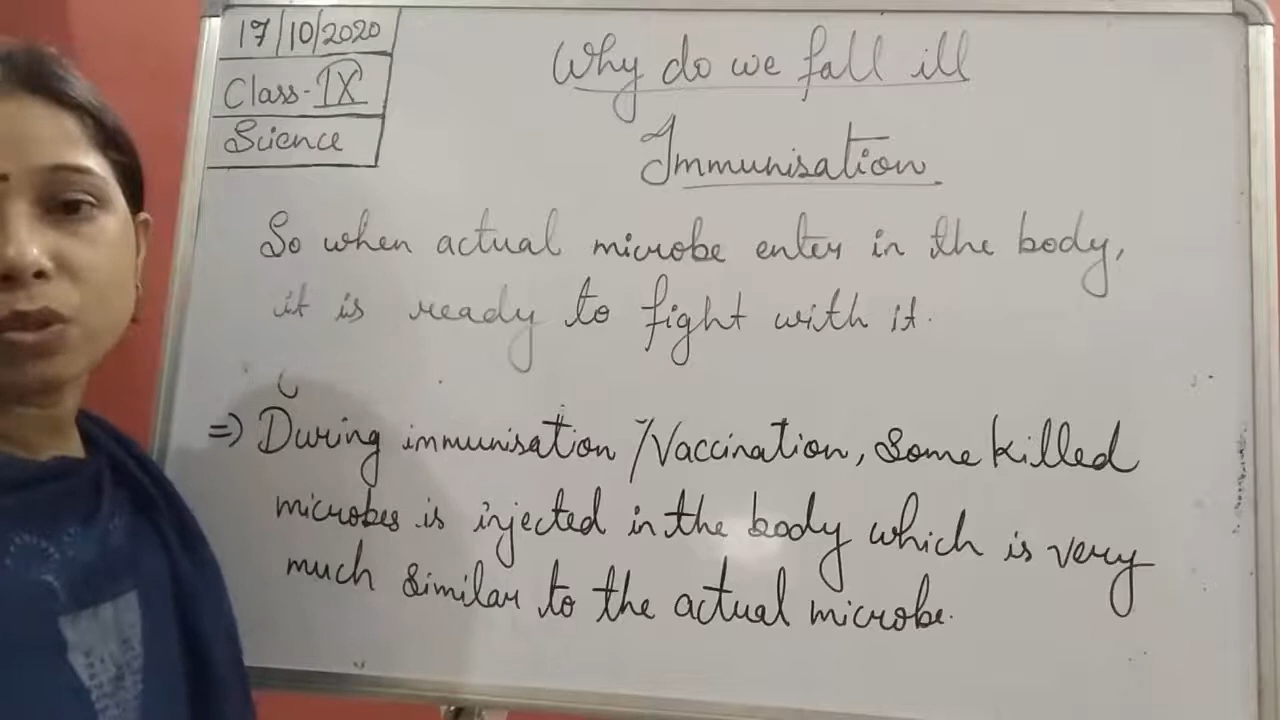 17/10/2020
Class-IX
Science
Why do we fall ill
Immunisation
So when actual microbe enter in the body,
it is ready to fight with it.
=> During immunisation /Vaccination, some killed
microbes is injected in the body which is very
much similar to the actual microbe.